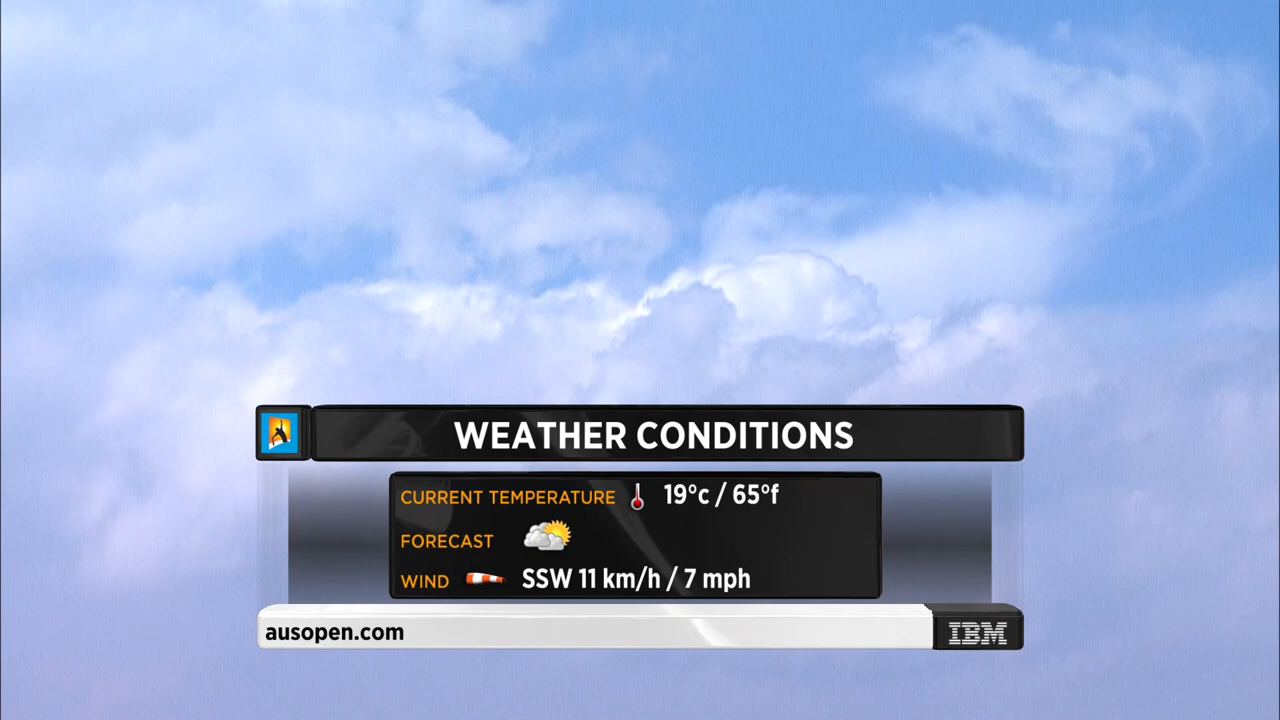 WEATHER CONDITIONS
CURRENT TEMPERATURE 19°c / 65°f
FORECAST
WIND SSW 11 km/h / 7 mph
ausopen.com
IBM